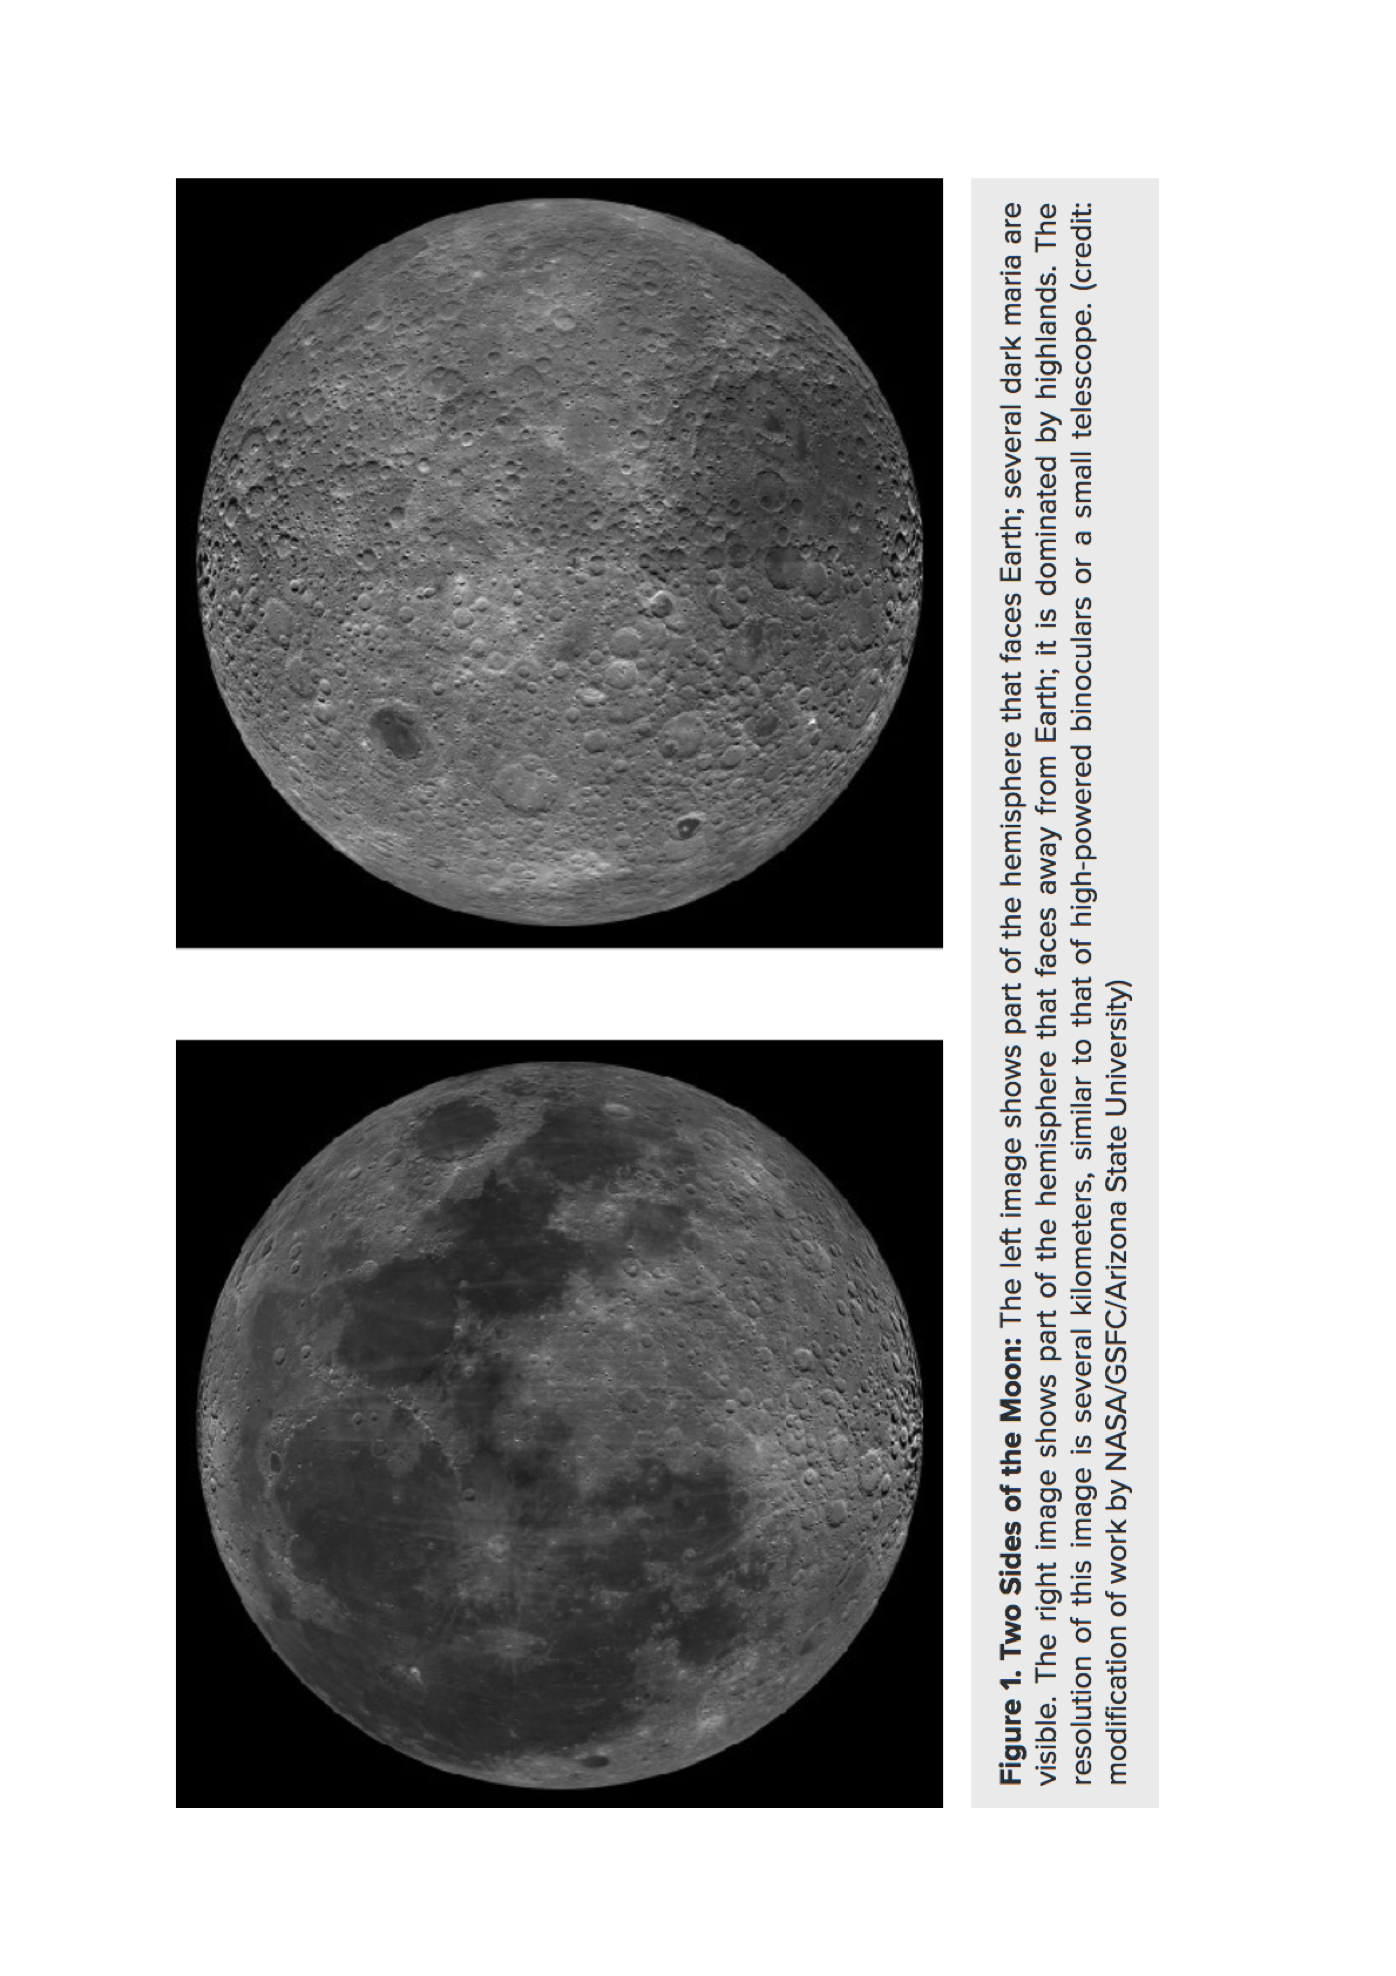 Figure 1. Two Sides of the Moon: The left image shows part of the hemisphere that faces Earth; several dark maria are
visible. The right image shows part of the hemisphere that faces away from Earth; it is dominated by highlands. The
resolution of this image is several kilometers, similar to that of high-powered binoculars or a small telescope. (credit:
modification of work by NASA/GSFC/Arizona State University)